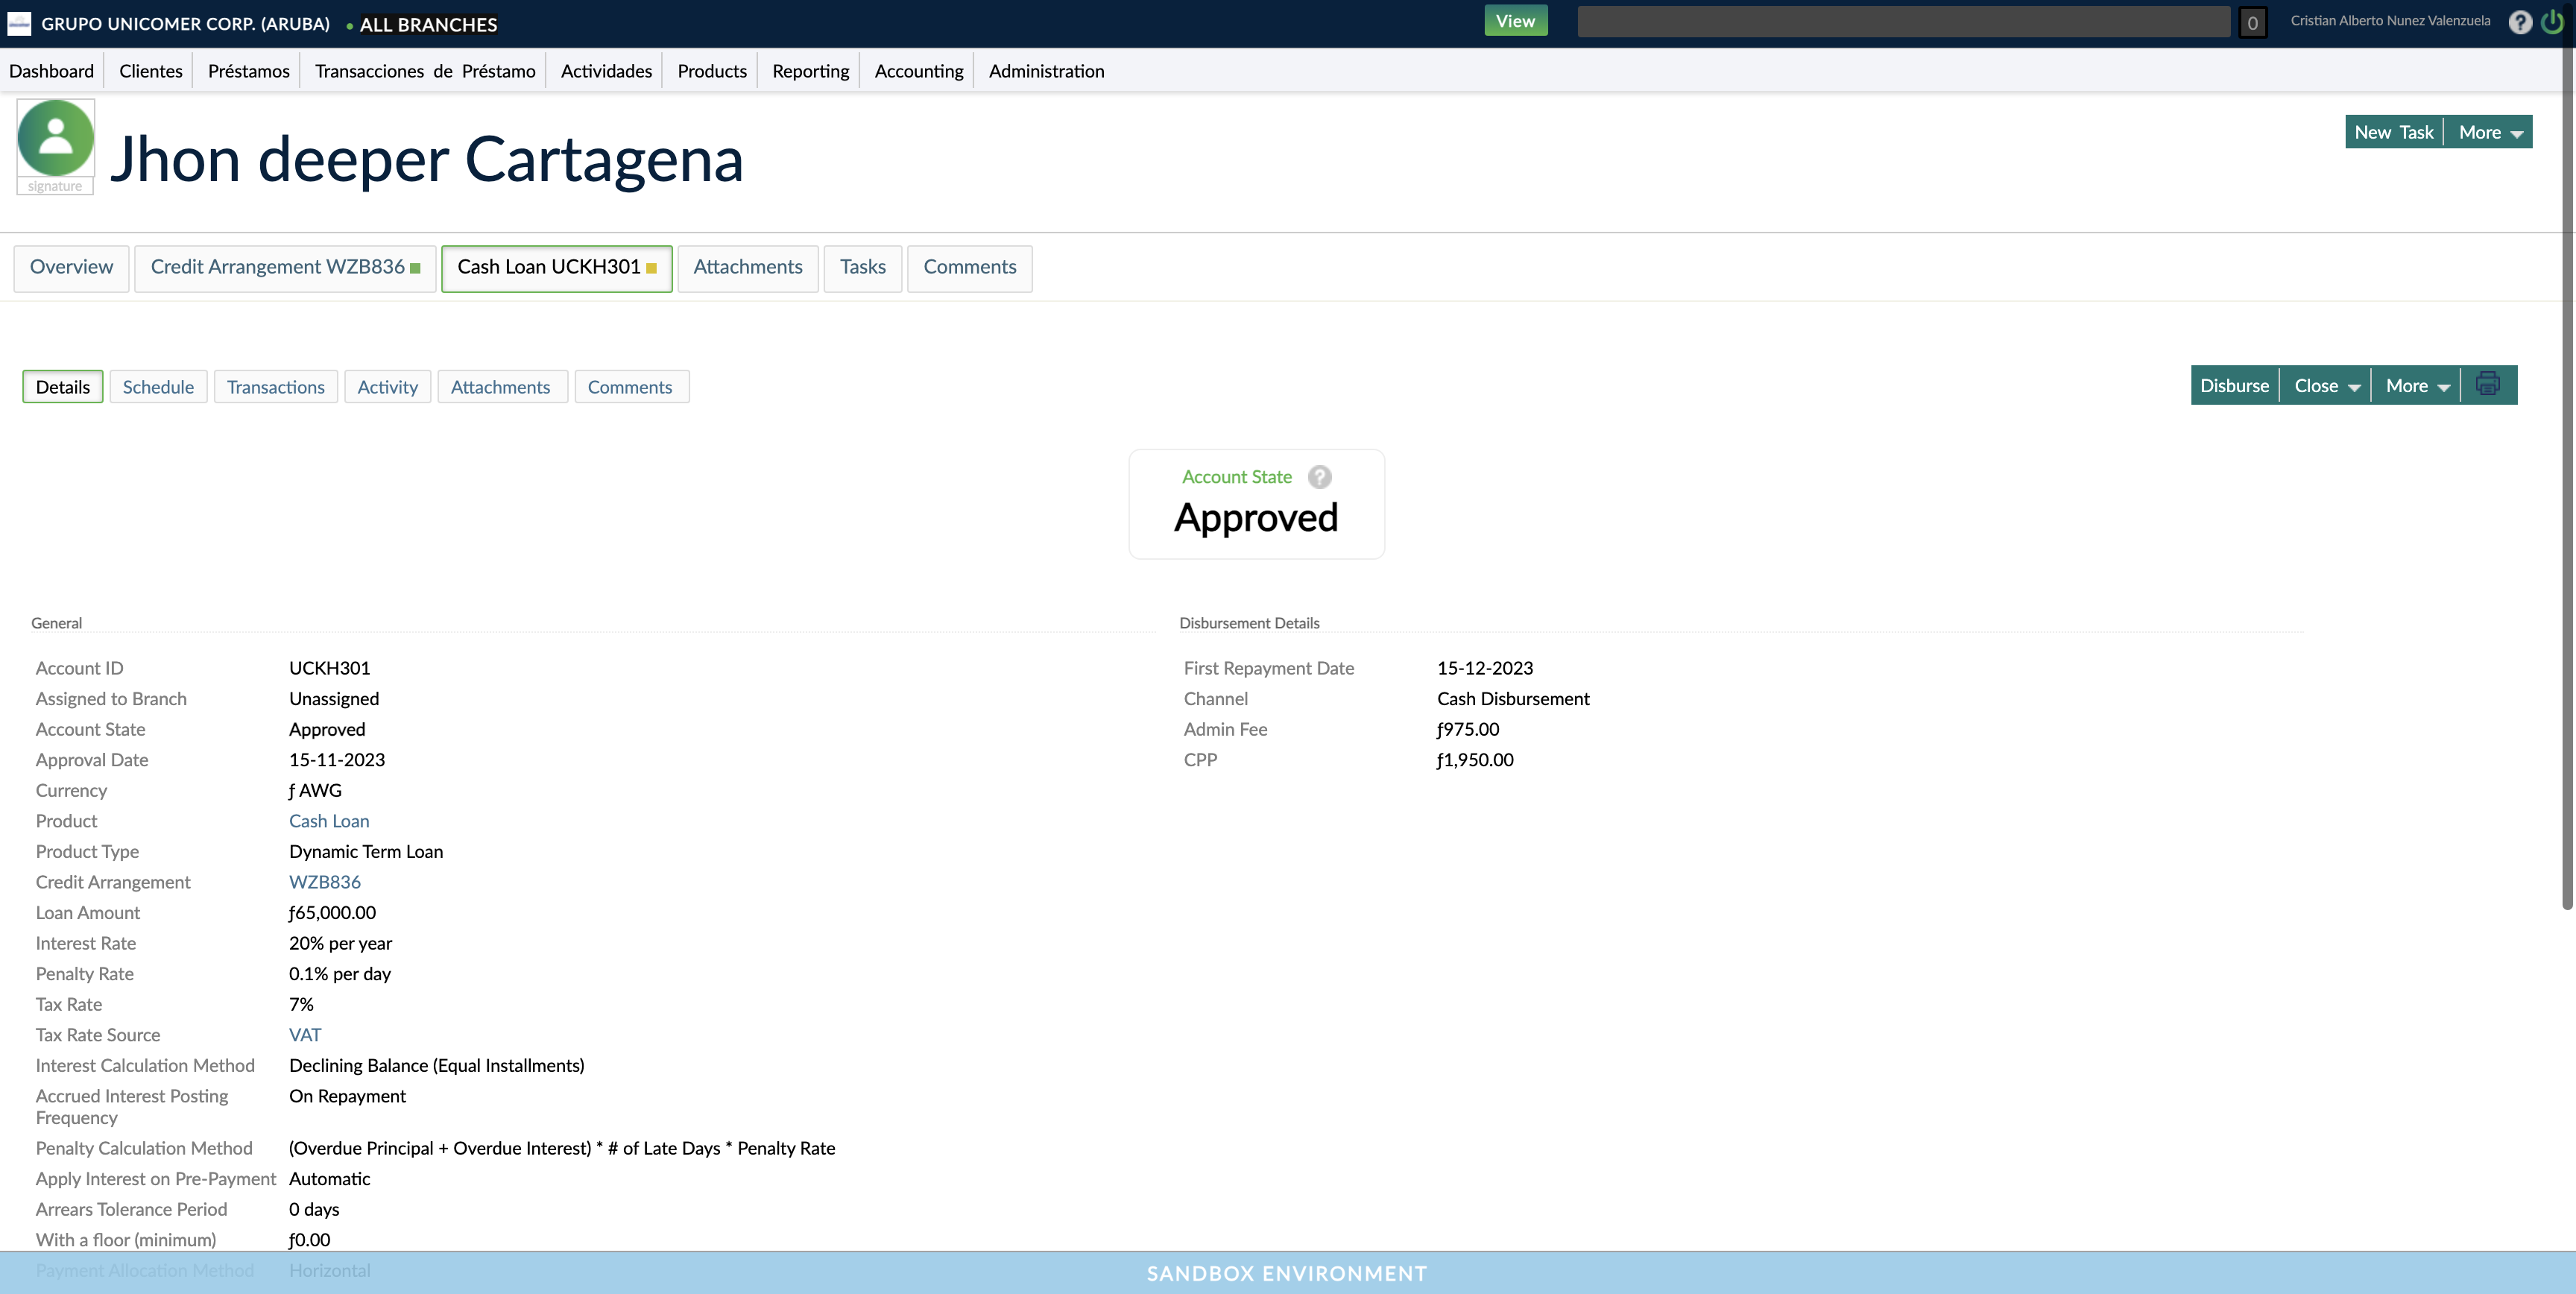 GRUPO UNICOMER CORP. (ARUBA) • ALL BRANCHES View 0 Cristian Alberto Nunez Valenzuela ?
Dashboard Clientes Préstamos Transacciones de Préstamo Actividades Products Reporting Accounting Administration
signature
Jhon deeper Cartagena
New Task More
Overview Credit Arrangement WZB836 Cash Loan UCKH301 Attachments Tasks Comments
Details Schedule Transactions Activity Attachments Comments
Disburse Close More
Account State ?
Approved
General
Account ID UCKH301
Assigned to Branch Unassigned
Account State Approved
Approval Date 15-11-2023
Currency ƒ AWG
Product Cash Loan
Product Type Dynamic Term Loan
Credit Arrangement WZB836
Loan Amount ƒ65,000.00
Interest Rate 20% per year
Penalty Rate 0.1% per day
Tax Rate 7%
Tax Rate Source VAT
Interest Calculation Method Declining Balance (Equal Installments)
Accrued Interest Posting On Repayment
Frequency
Penalty Calculation Method (Overdue Principal + Overdue Interest) * # of Late Days * Penalty Rate
Apply Interest on Pre-Payment Automatic
Arrears Tolerance Period 0 days
With a floor (minimum) ƒ0.00
Payment Allocation Method Horizontal
Disbursement Details
First Repayment Date 15-12-2023
Channel Cash Disbursement
Admin Fee ƒ975.00
CPP ƒ1,950.00
SANDBOX ENVIRONMENT